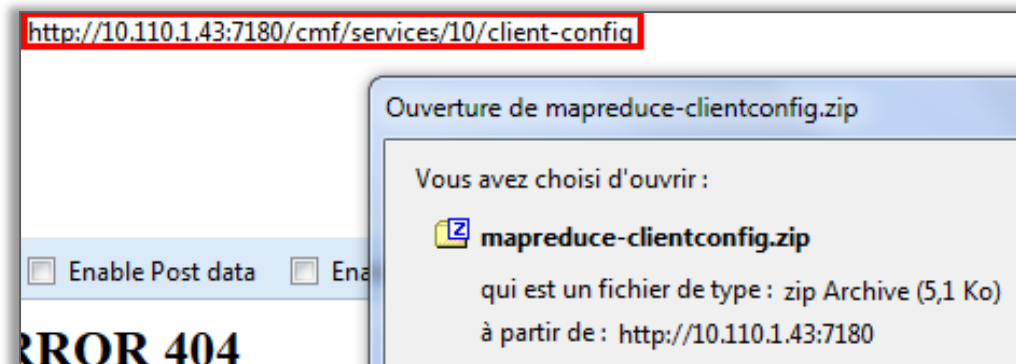 http://10.110.1.43:7180/cmf/services/10/client-config
Ouverture de mapreduce-clientconfig.zip
Vous avez choisi d'ouvrir :
mapreduce-clientconfig.zip
qui est un fichier de type : zip Archive (5,1 Ko)
à partir de : http://10.110.1.43:7180
Enable Post data
Ena
RROR 404